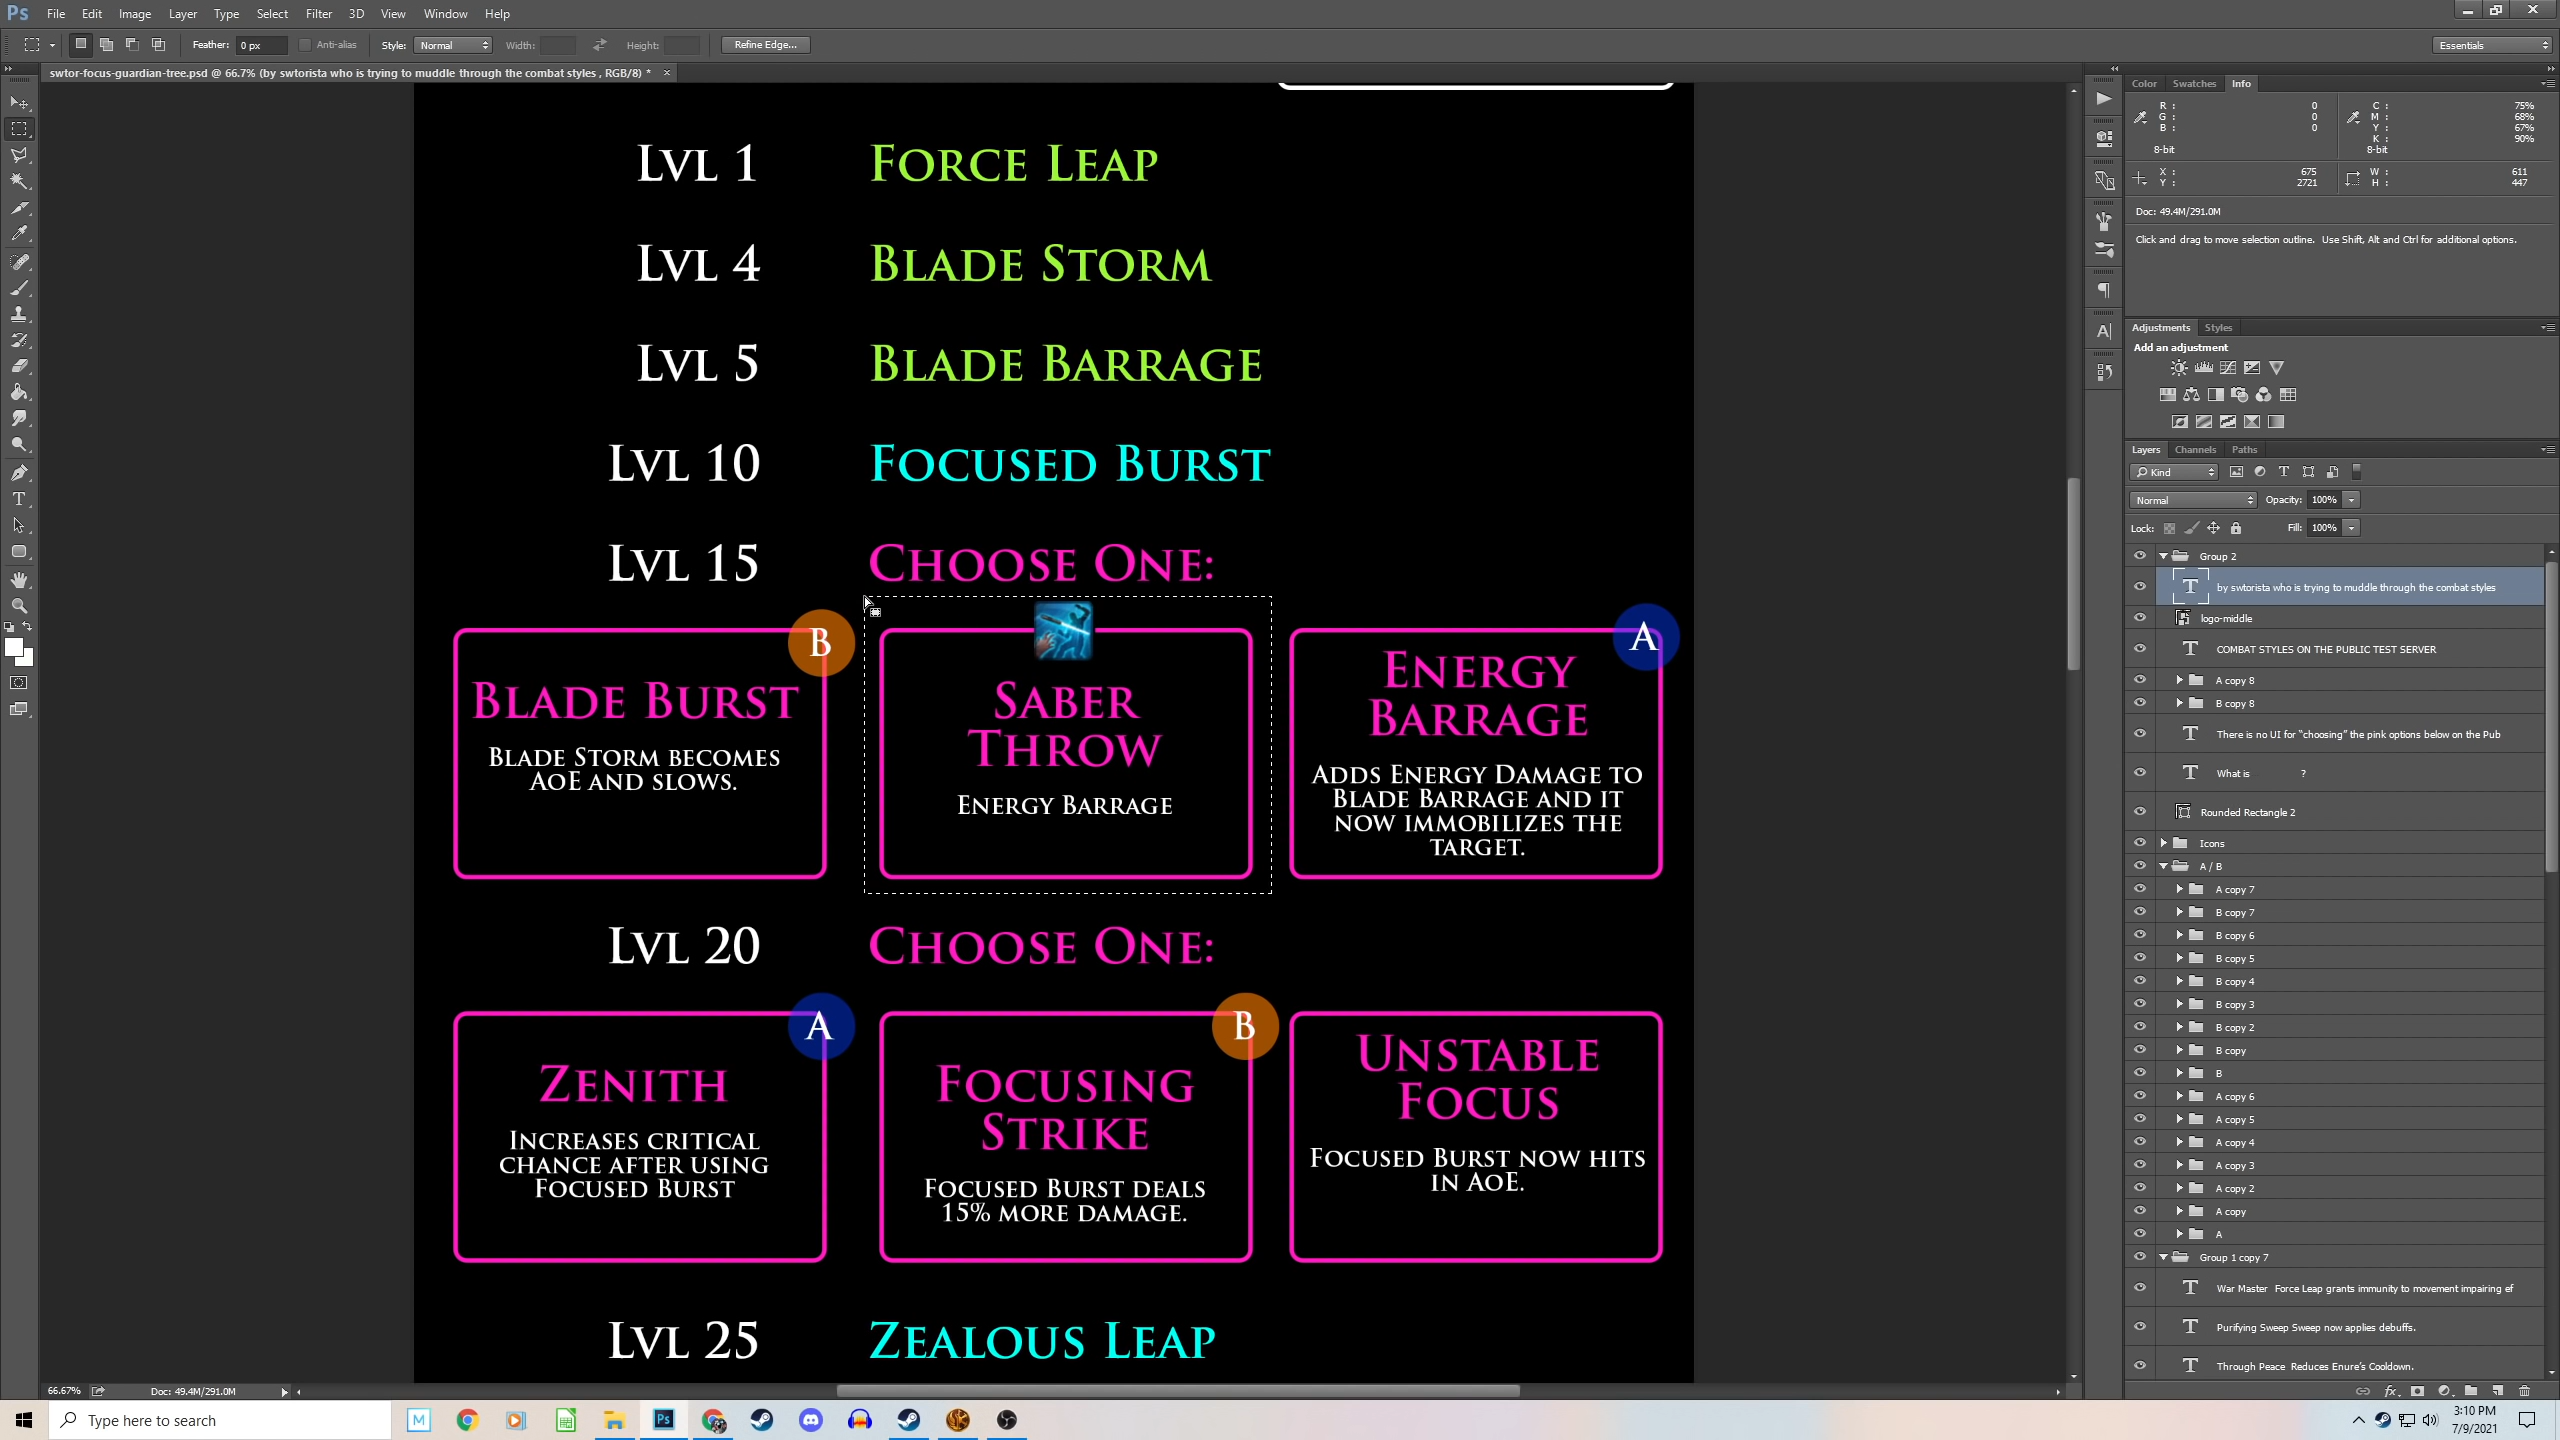 Ps File Edit Image Layer Type Select Filter 3D View Window Help
Feather: 0 px Anti-alias Style: Normal Width: Height: Refine Edge... Essentials
swtor-focus-guardian-tree.psd @ 66.7% (by swtorista who is trying to muddle through the combat styles , RGB/8) * ×
Lvl 1 Force Leap
Lvl 4 Blade Storm
Lvl 5 Blade Barrage
Lvl 10 Focused Burst
Lvl 15 Choose One:
B
Blade Burst
Blade Storm becomes
AoE and slows.
Saber
Throw
Energy Barrage
A
Energy
Barrage
Adds Energy Damage to
Blade Barrage and it
now immobilizes the
target.
Lvl 20 Choose One:
A
Zenith
Increases critical
chance after using
Focused Burst
B
Focusing
Strike
Focused Burst deals
15% more damage.
Unstable
Focus
Focused Burst now hits
in AoE.
Lvl 25 Zealous Leap
66.67% Doc: 49.4M/291.0M
Color Swatches Info
R : 0 C : 75%
G : 0 M : 68%
B : 0 Y : 67%
K : 90%
8-bit 8-bit
X : 675 W : 611
Y : 2721 H : 447
Doc: 49.4M/291.0M
Click and drag to move selection outline. Use Shift, Alt and Ctrl for additional options.
Adjustments Styles
Add an adjustment
Layers Channels Paths
Kind
Normal Opacity: 100%
Lock: Fill: 100%
Group 2
by swtorista who is trying to muddle through the combat styles
logo-middle
COMBAT STYLES ON THE PUBLIC TEST SERVER
A copy 8
B copy 8
There is no UI for "choosing" the pink options below on the Pub
What is ?
Rounded Rectangle 2
Icons
A / B
A copy 7
B copy 7
B copy 6
B copy 5
B copy 4
B copy 3
B copy 2
B copy
B
A copy 6
A copy 5
A copy 4
A copy 3
A copy 2
A copy
A
Group 1 copy 7
War Master Force Leap grants immunity to movement impairing ef
Purifying Sweep Sweep now applies debuffs.
Through Peace Reduces Enure's Cooldown.
Type here to search
3:10 PM
7/9/2021